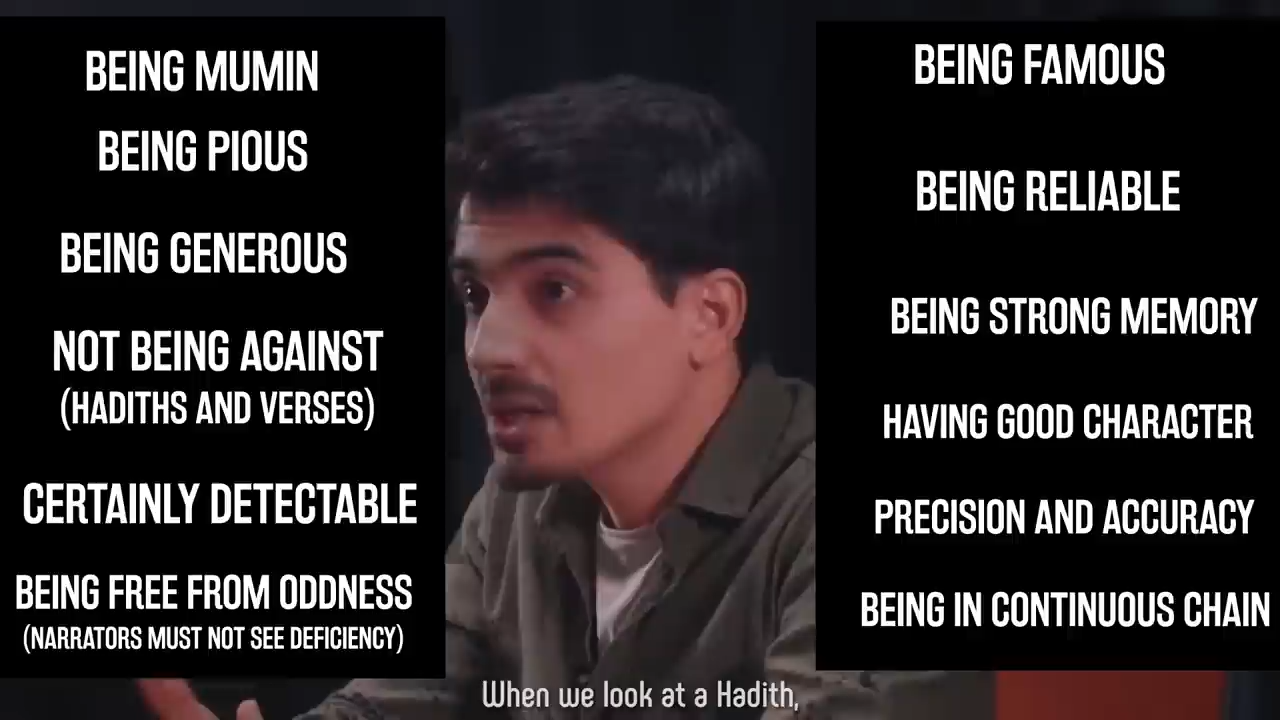 BEING MUMIN
BEING PIOUS
BEING GENEROUS
NOT BEING AGAINST
(HADITHS AND VERSES)
CERTAINLY DETECTABLE
BEING FREE FROM ODDNESS
(NARRATORS MUST NOT SEE DEFICIENCY)
BEING FAMOUS
BEING RELIABLE
BEING STRONG MEMORY
HAVING GOOD CHARACTER
PRECISION AND ACCURACY
BEING IN CONTINUOUS CHAIN
When we look at a Hadith,